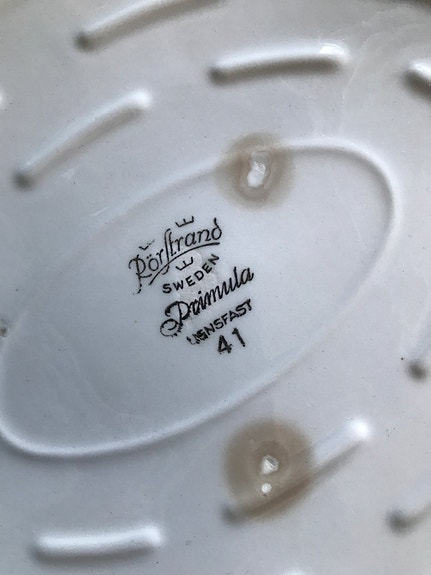 Rörstrand
SWEDEN
Primula
UGNSFAST
41